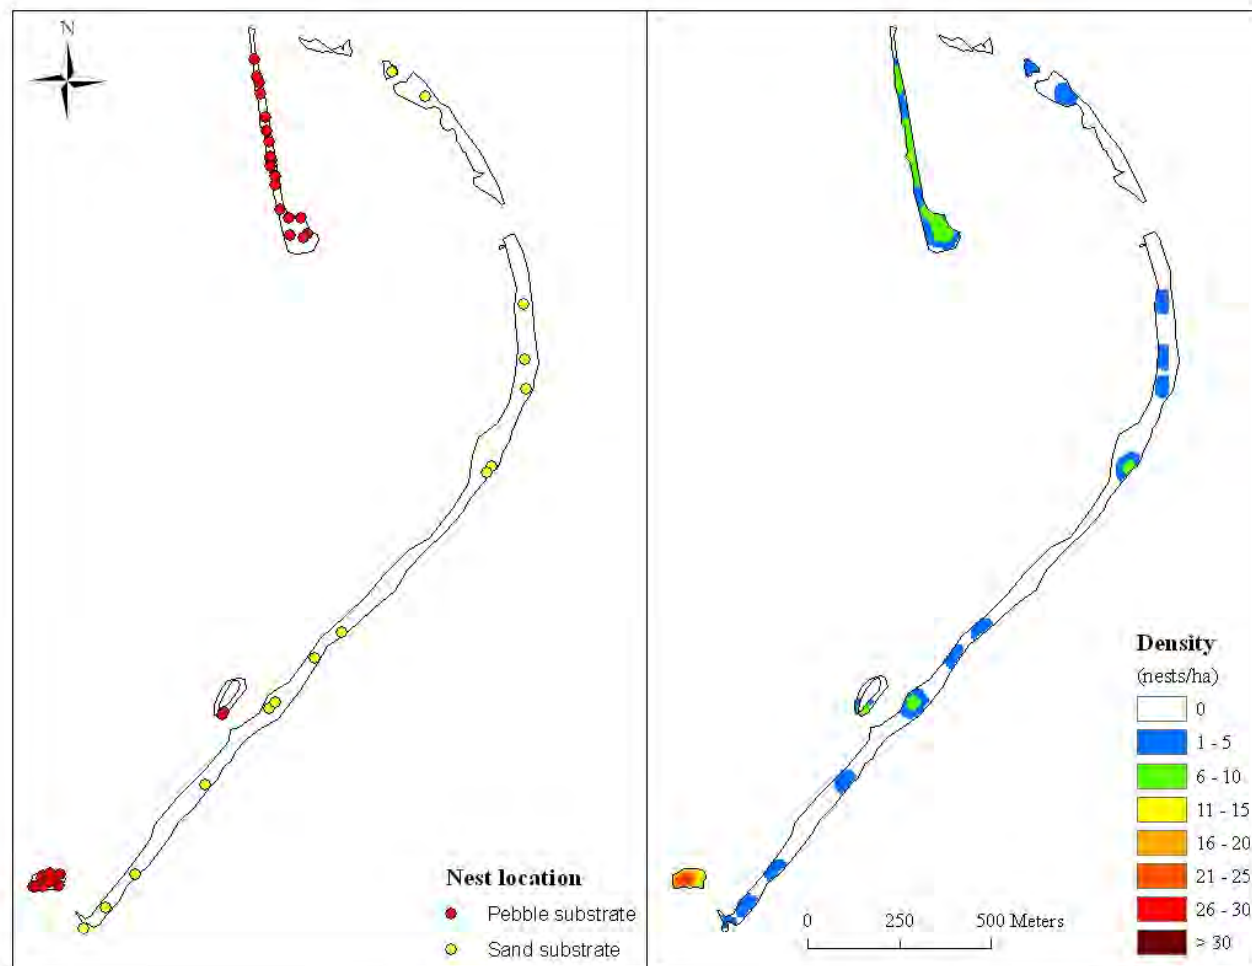 N
Nest location
Pebble substrate
Sand substrate
Density
(nests/ha)
0
1 - 5
6 - 10
11 - 15
16 - 20
21 - 25
26 - 30
> 30
0 250 500 Meters